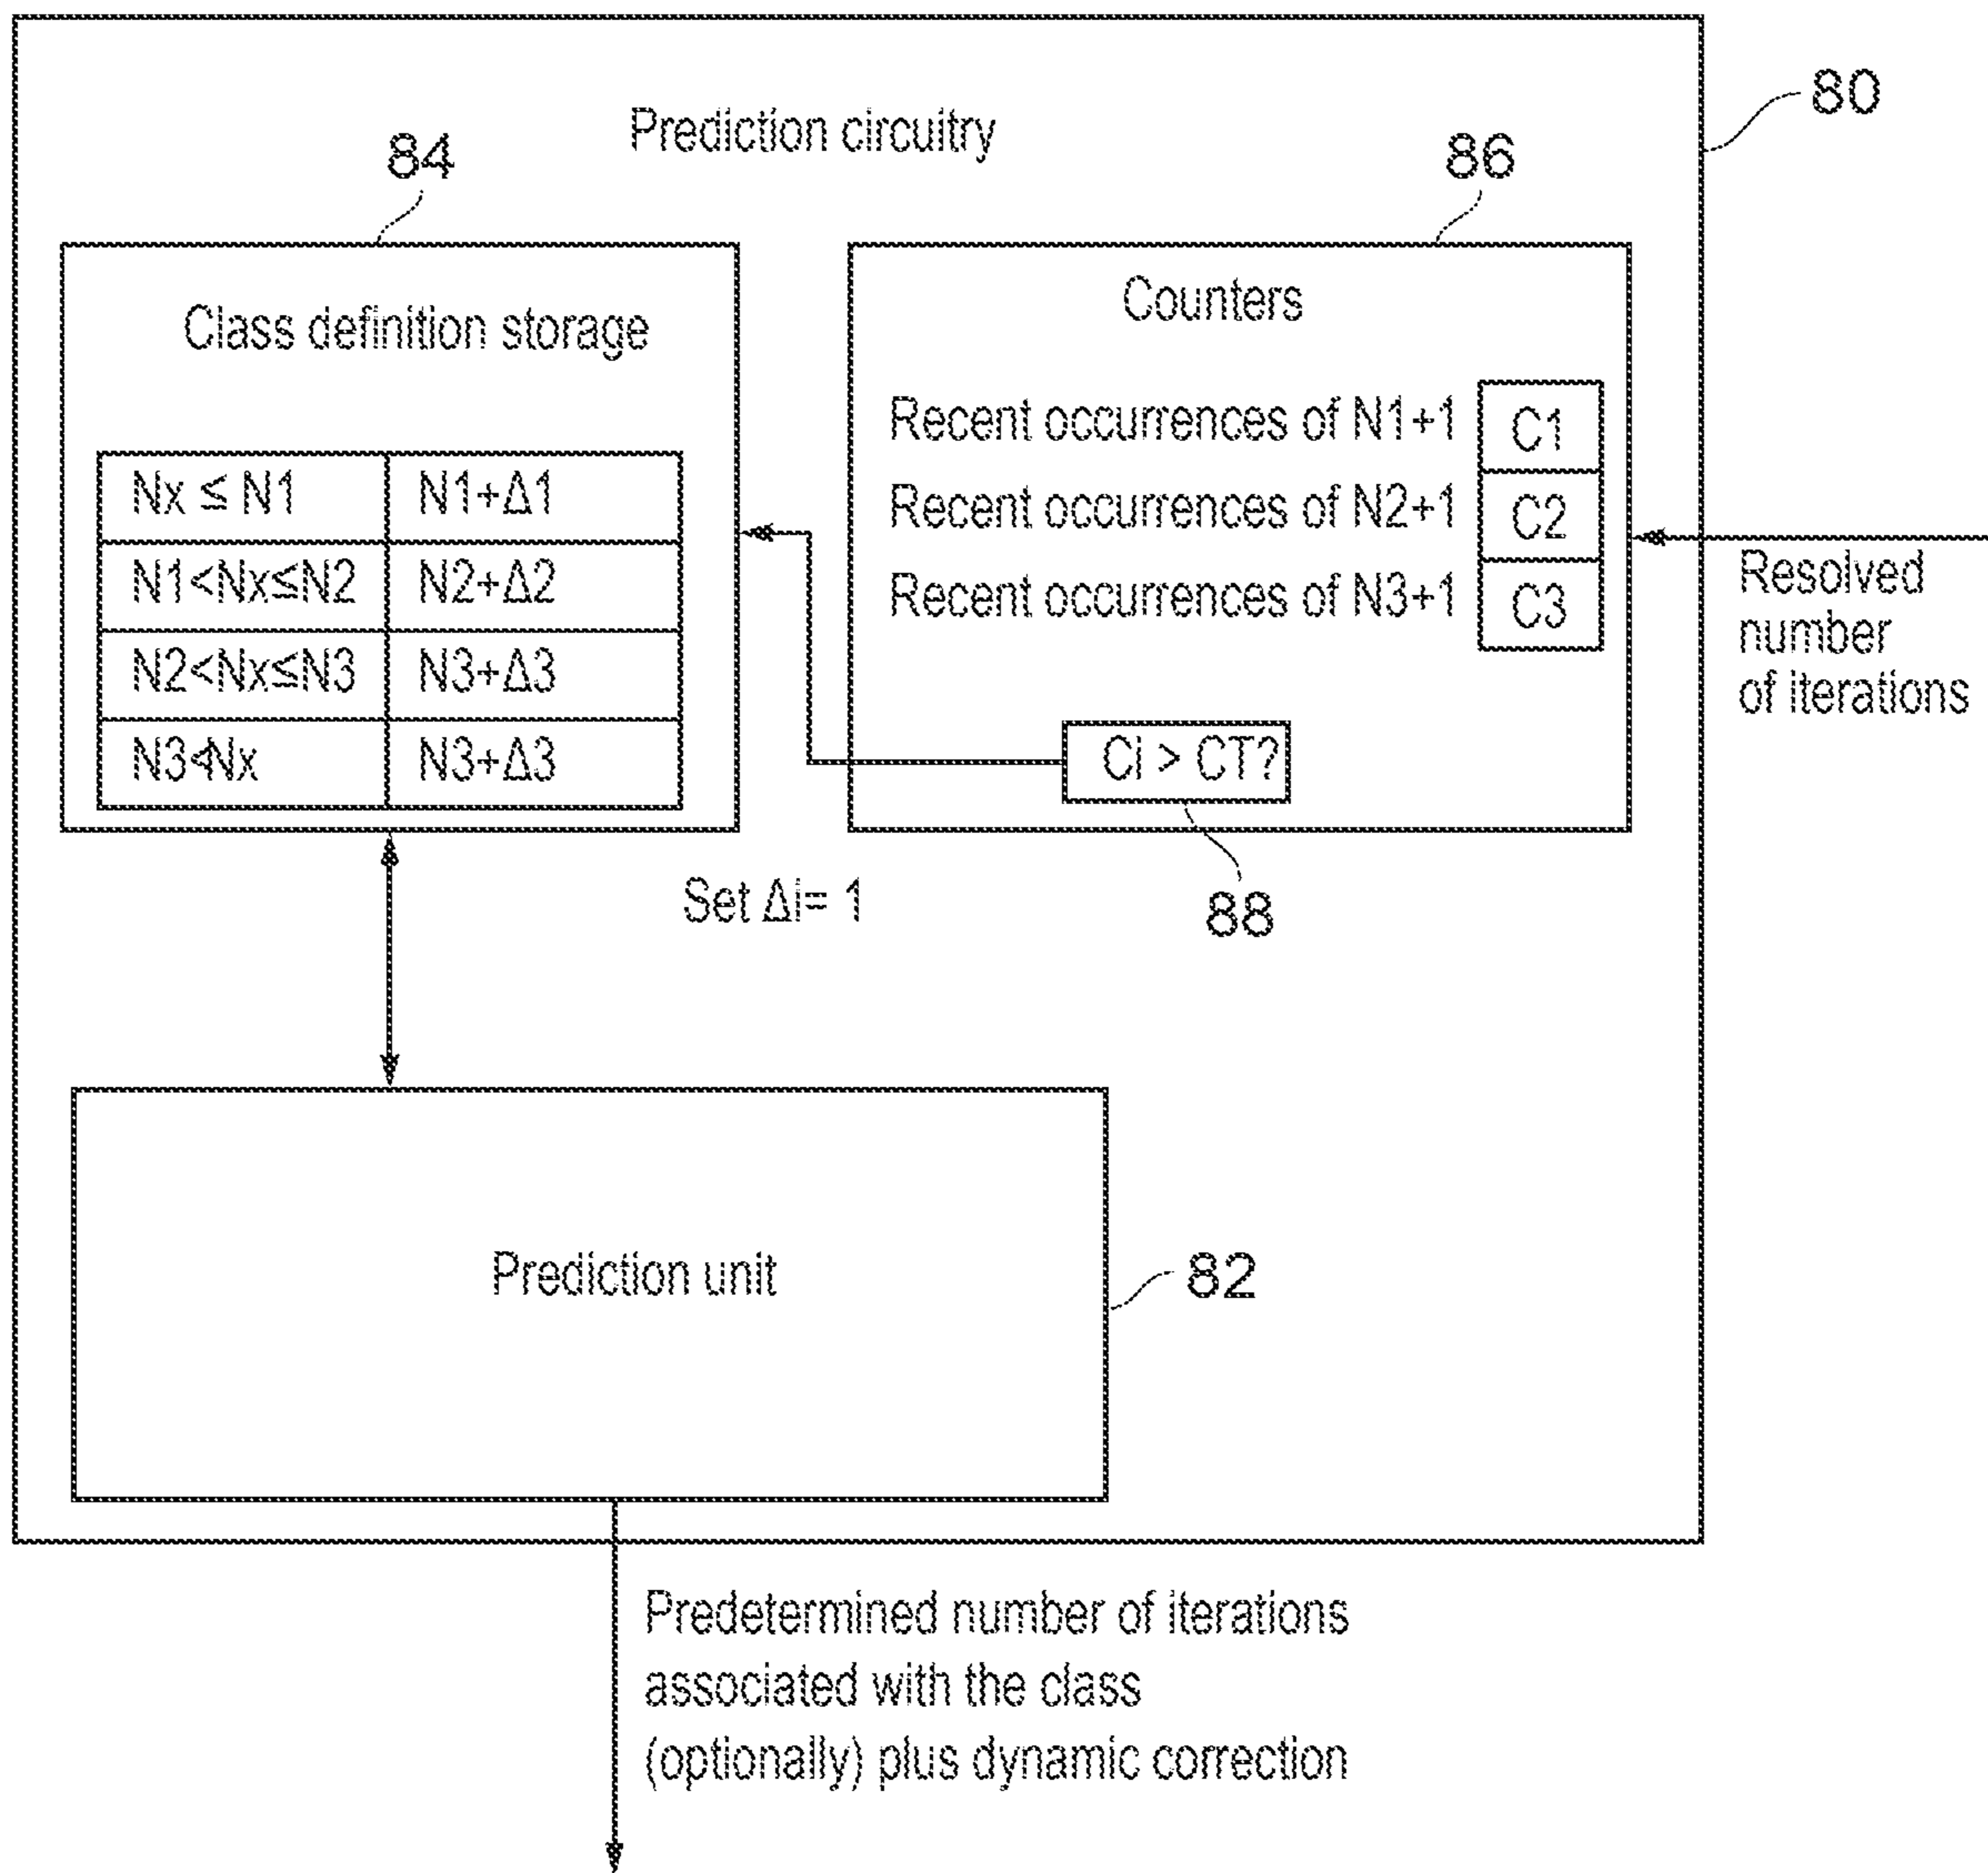 80
Prediction circuitry
84
86
Class definition storage
Nx ≤ N1 N1+Δ1
N1<Nx≤N2 N2+Δ2
N2<Nx≤N3 N3+Δ3
N3<Nx N3+Δ3
Counters
Recent occurrences of N1+1 C1
Recent occurrences of N2+1 C2
Recent occurrences of N3+1 C3
Ci > CT?
88
Resolved
number
of iterations
Set Δi= 1
Prediction unit
82
Predetermined number of iterations
associated with the class
(optionally) plus dynamic correction